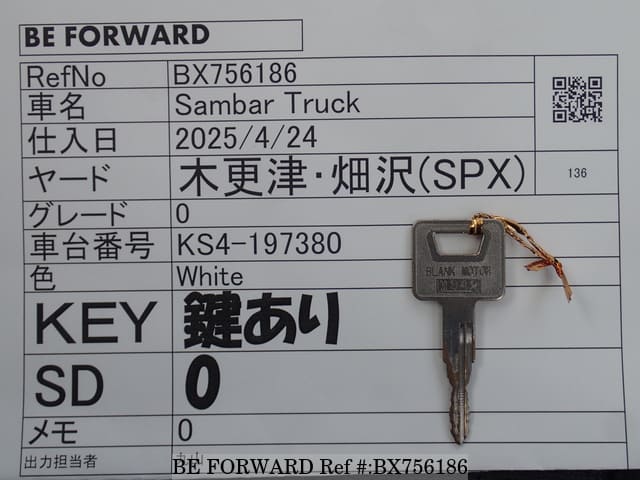 BE FORWARD
RefNo BX756186
車名 Sambar Truck
仕入日 2025/4/24
ヤード 木更津・畑沢(SPX) 136
グレード 0
車台番号 KS4-197380
色 White
KEY 鍵あり
SD 0
メモ 0
出力担当者
BLANK MOTOR
BE FORWARD Ref #:BX756186